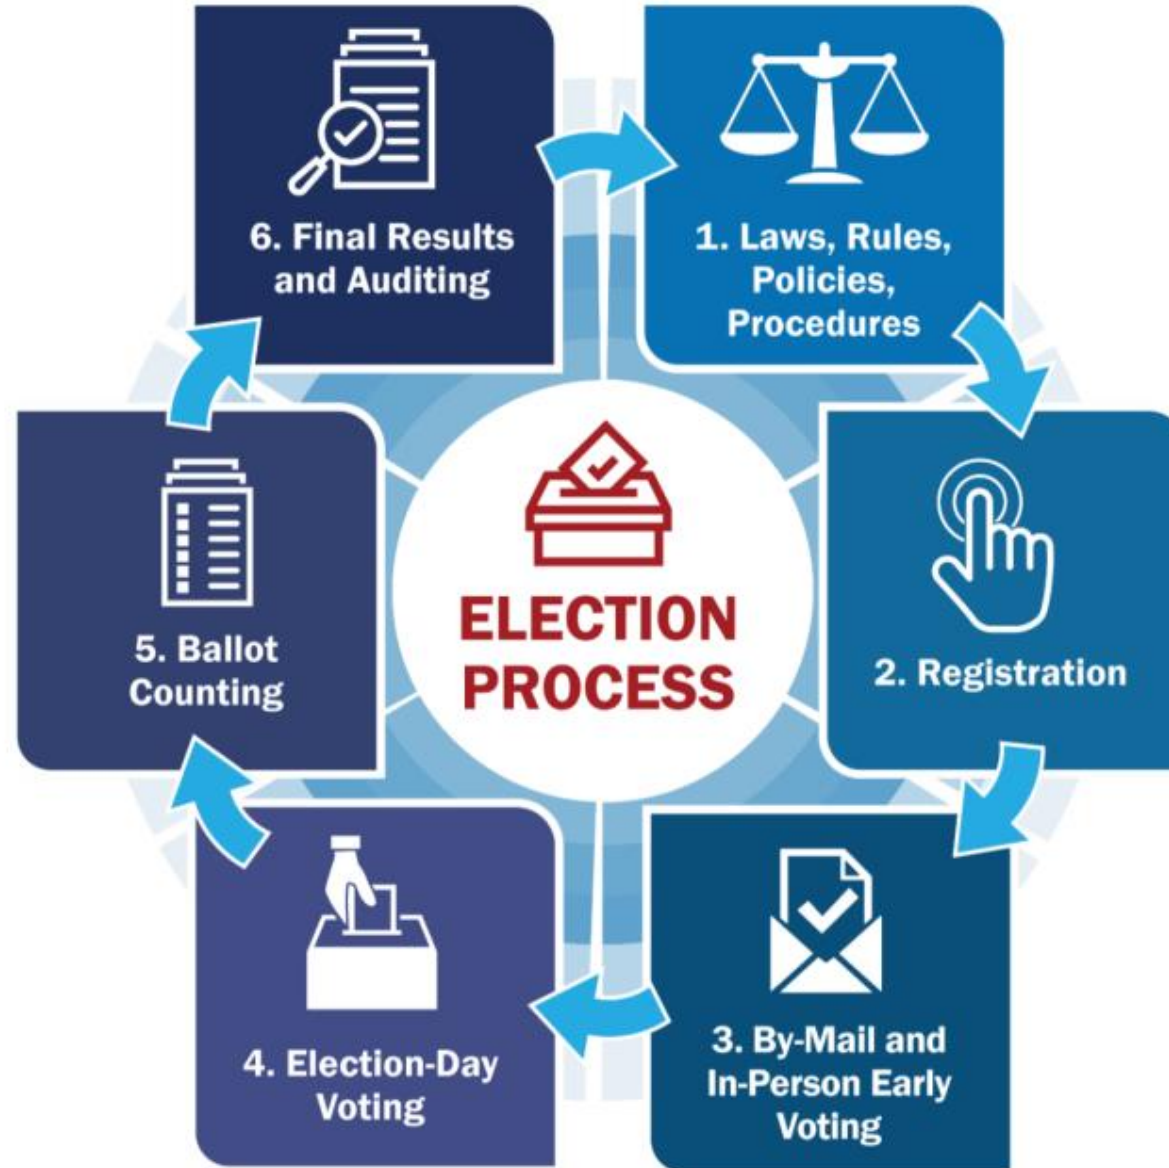 ELECTION
PROCESS
1. Laws, Rules,
Policies,
Procedures
2. Registration
3. By-Mail and
In-Person Early
Voting
4. Election-Day
Voting
5. Ballot
Counting
6. Final Results
and Auditing